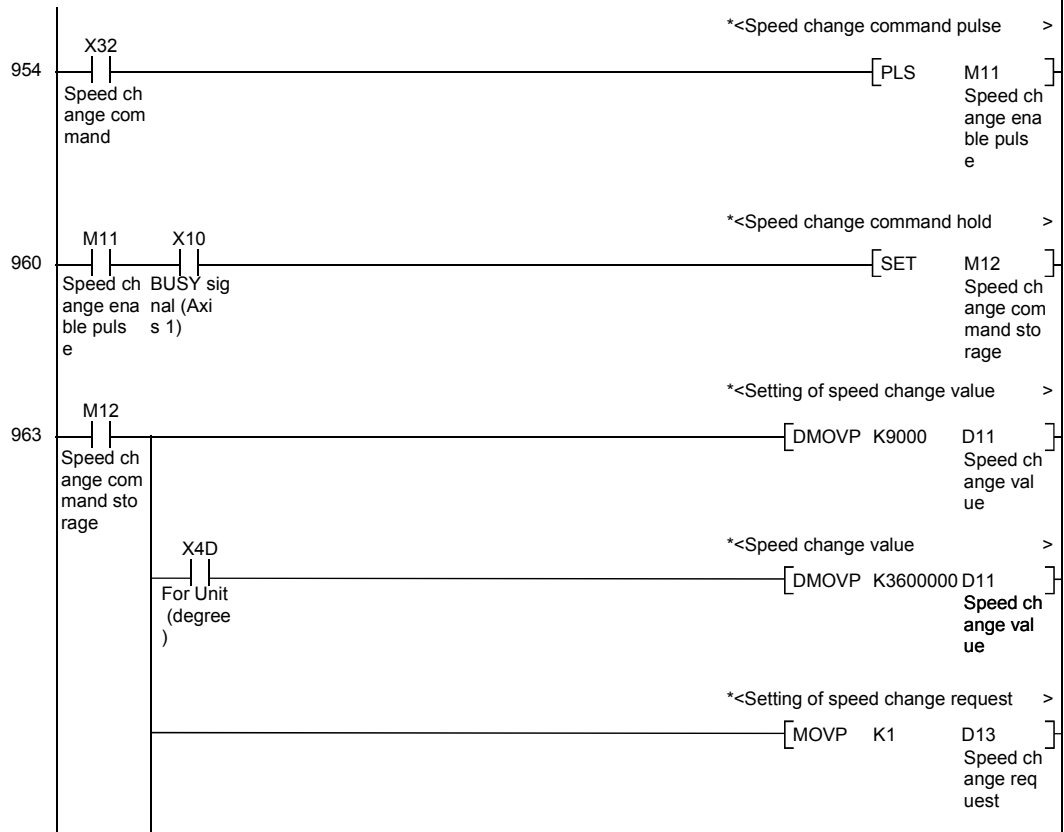 *<Speed change command pulse >
X32
954
PLS M11
Speed ch
ange com
mand
Speed ch
ange ena
ble puls
e
*<Speed change command hold >
M11 X10
960
SET M12
Speed ch
ange ena
ble puls
e
BUSY sig
nal (Axi
s 1)
Speed ch
ange com
mand sto
rage
*<Setting of speed change value >
M12
963
DMOVP K9000 D11
Speed ch
ange com
mand sto
rage
Speed ch
ange val
ue
*<Speed change value >
X4D
DMOVP K3600000 D11
For Unit
(degree
)
Speed ch
ange val
ue
*<Setting of speed change request >
MOVP K1 D13
Speed ch
ange req
uest